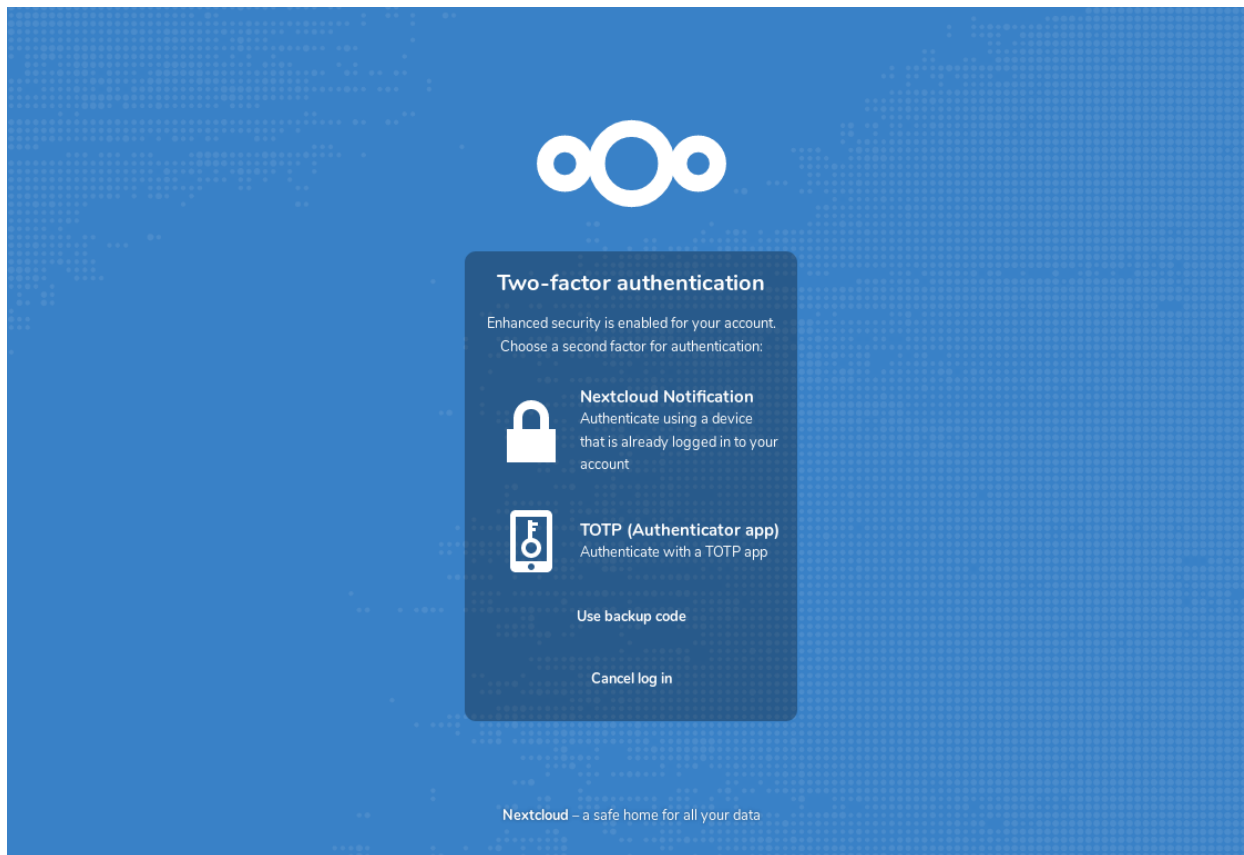 Two-factor authentication
Enhanced security is enabled for your account.
Choose a second factor for authentication:
Nextcloud Notification
Authenticate using a device
that is already logged in to your
account
TOTP (Authenticator app)
Authenticate with a TOTP app
Use backup code
Cancel log in
Nextcloud – a safe home for all your data